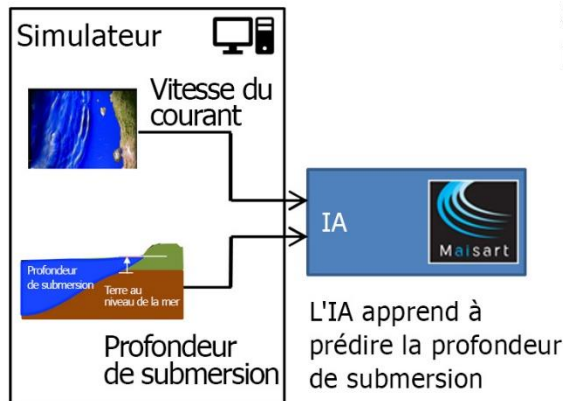 Simulateur
Vitesse du
courant
Profondeur
de submersion
Terre au
niveau de la mer
Profondeur
de submersion
IA
Maisart
L'IA apprend à
prédire la profondeur
de submersion